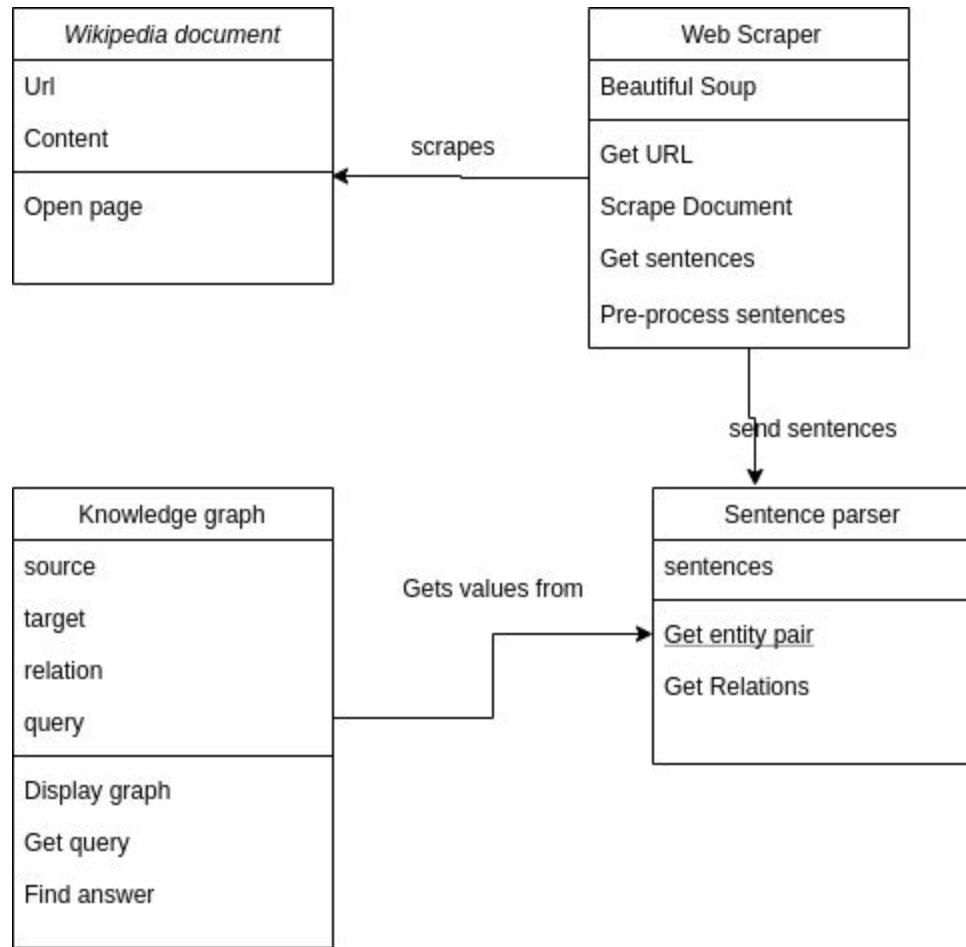 Wikipedia document
Url
Content
Open page
scrapes
Web Scraper
Beautiful Soup
Get URL
Scrape Document
Get sentences
Pre-process sentences
send sentences
Knowledge graph
source
target
relation
query
Display graph
Get query
Find answer
Gets values from
Sentence parser
sentences
Get entity pair
Get Relations